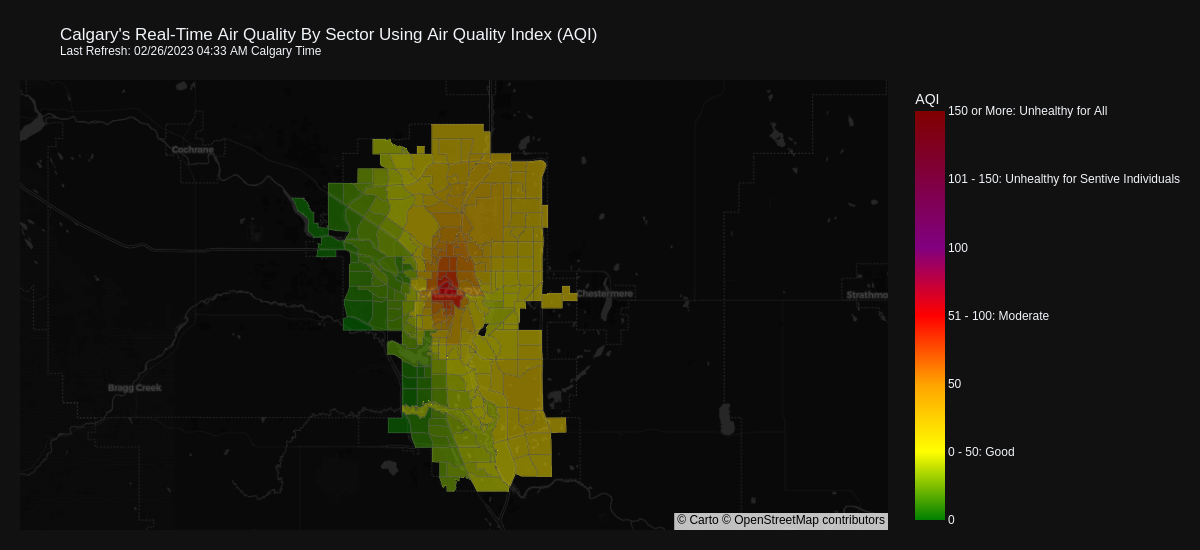 Calgary's Real-Time Air Quality By Sector Using Air Quality Index (AQI)
Last Refresh: 02/26/2023 04:33 AM Calgary Time
AQI
150 or More: Unhealthy for All
Cochrane
101 - 150: Unhealthy for Sentive Individuals
100
Chestermere
Strathmo
51 - 100: Moderate
50
Bragg Creek
0 - 50: Good
0
© Carto © OpenStreetMap contributors